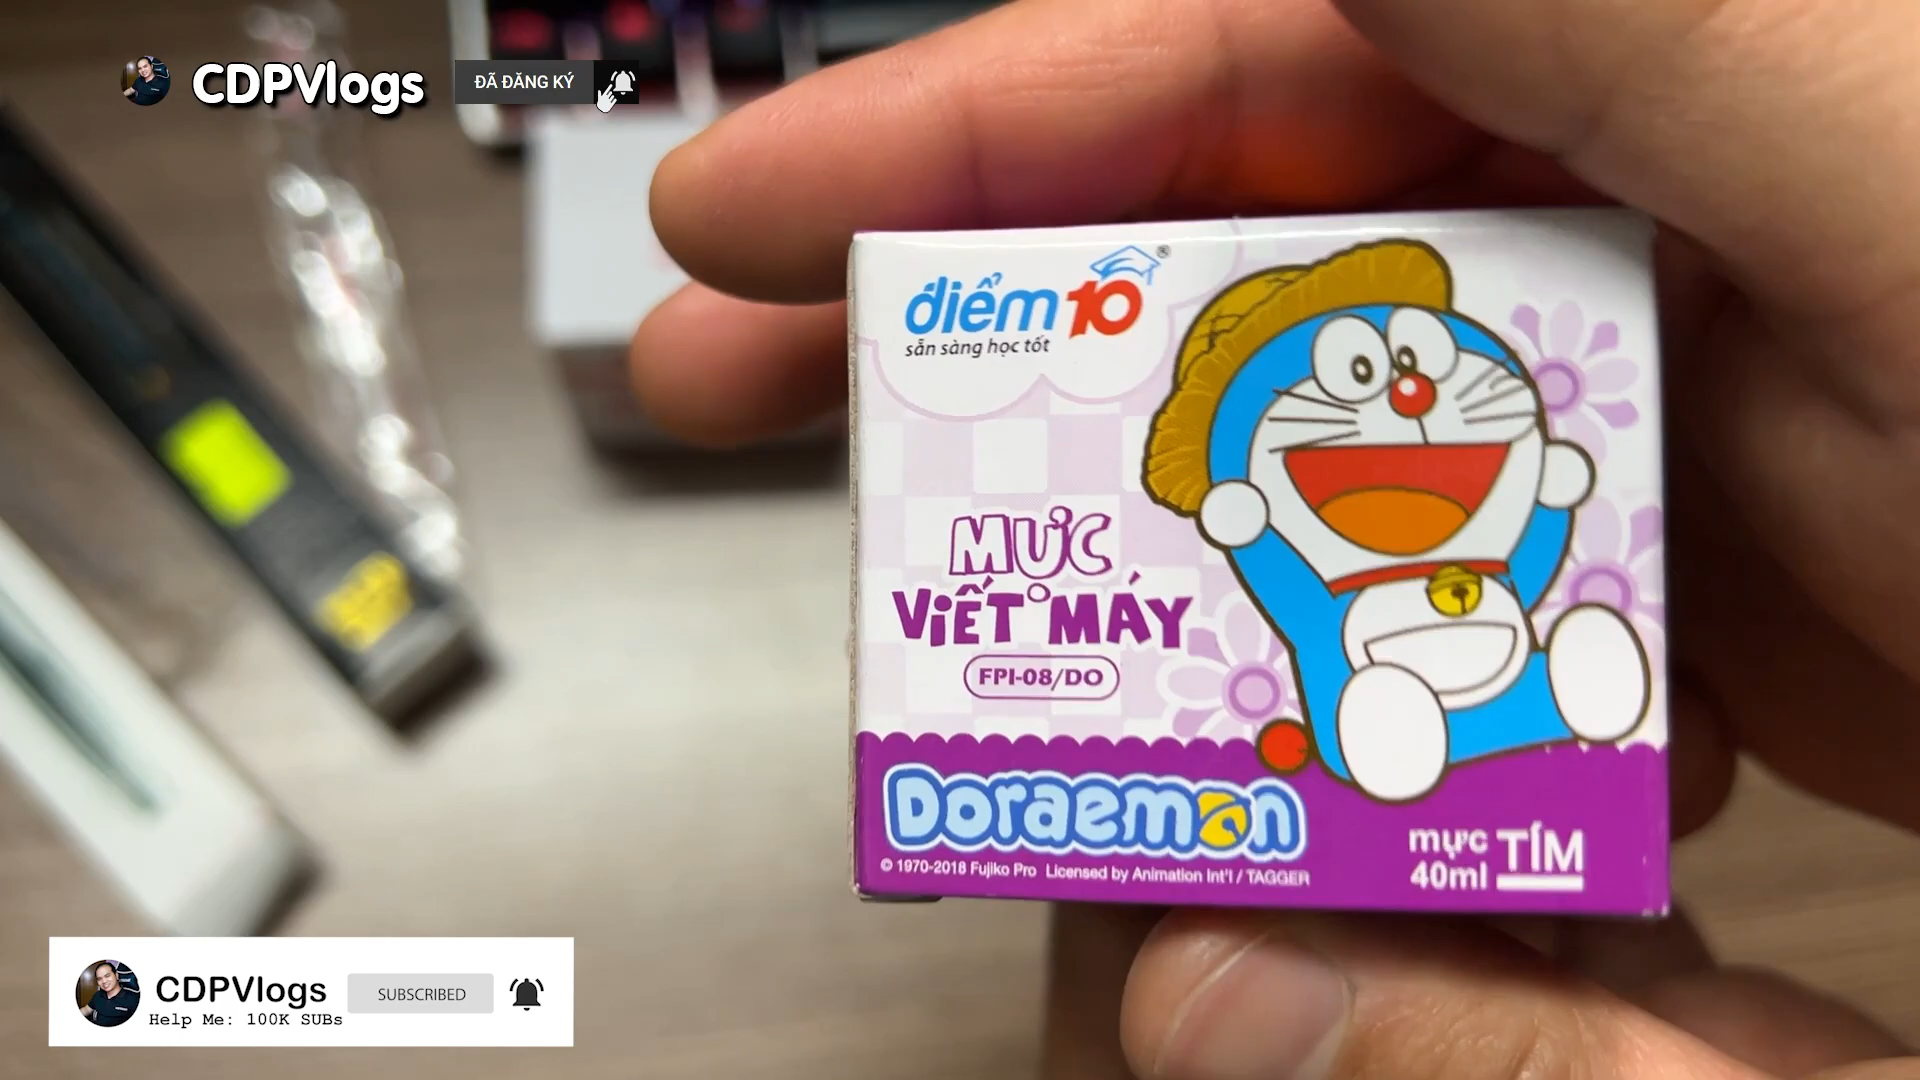 CDPVlogs
ĐÃ ĐĂNG KÝ
điểm 10 ®
sẵn sàng học tốt
MỰC
VIẾT MÁY
FPI-08/DO
Doraemon
© 1970-2018 Fujiko Pro Licensed by Animation Int'l / TAGGER
mực TÍM
40ml
CDPVlogs
SUBSCRIBED
Help Me: 100K SUBs